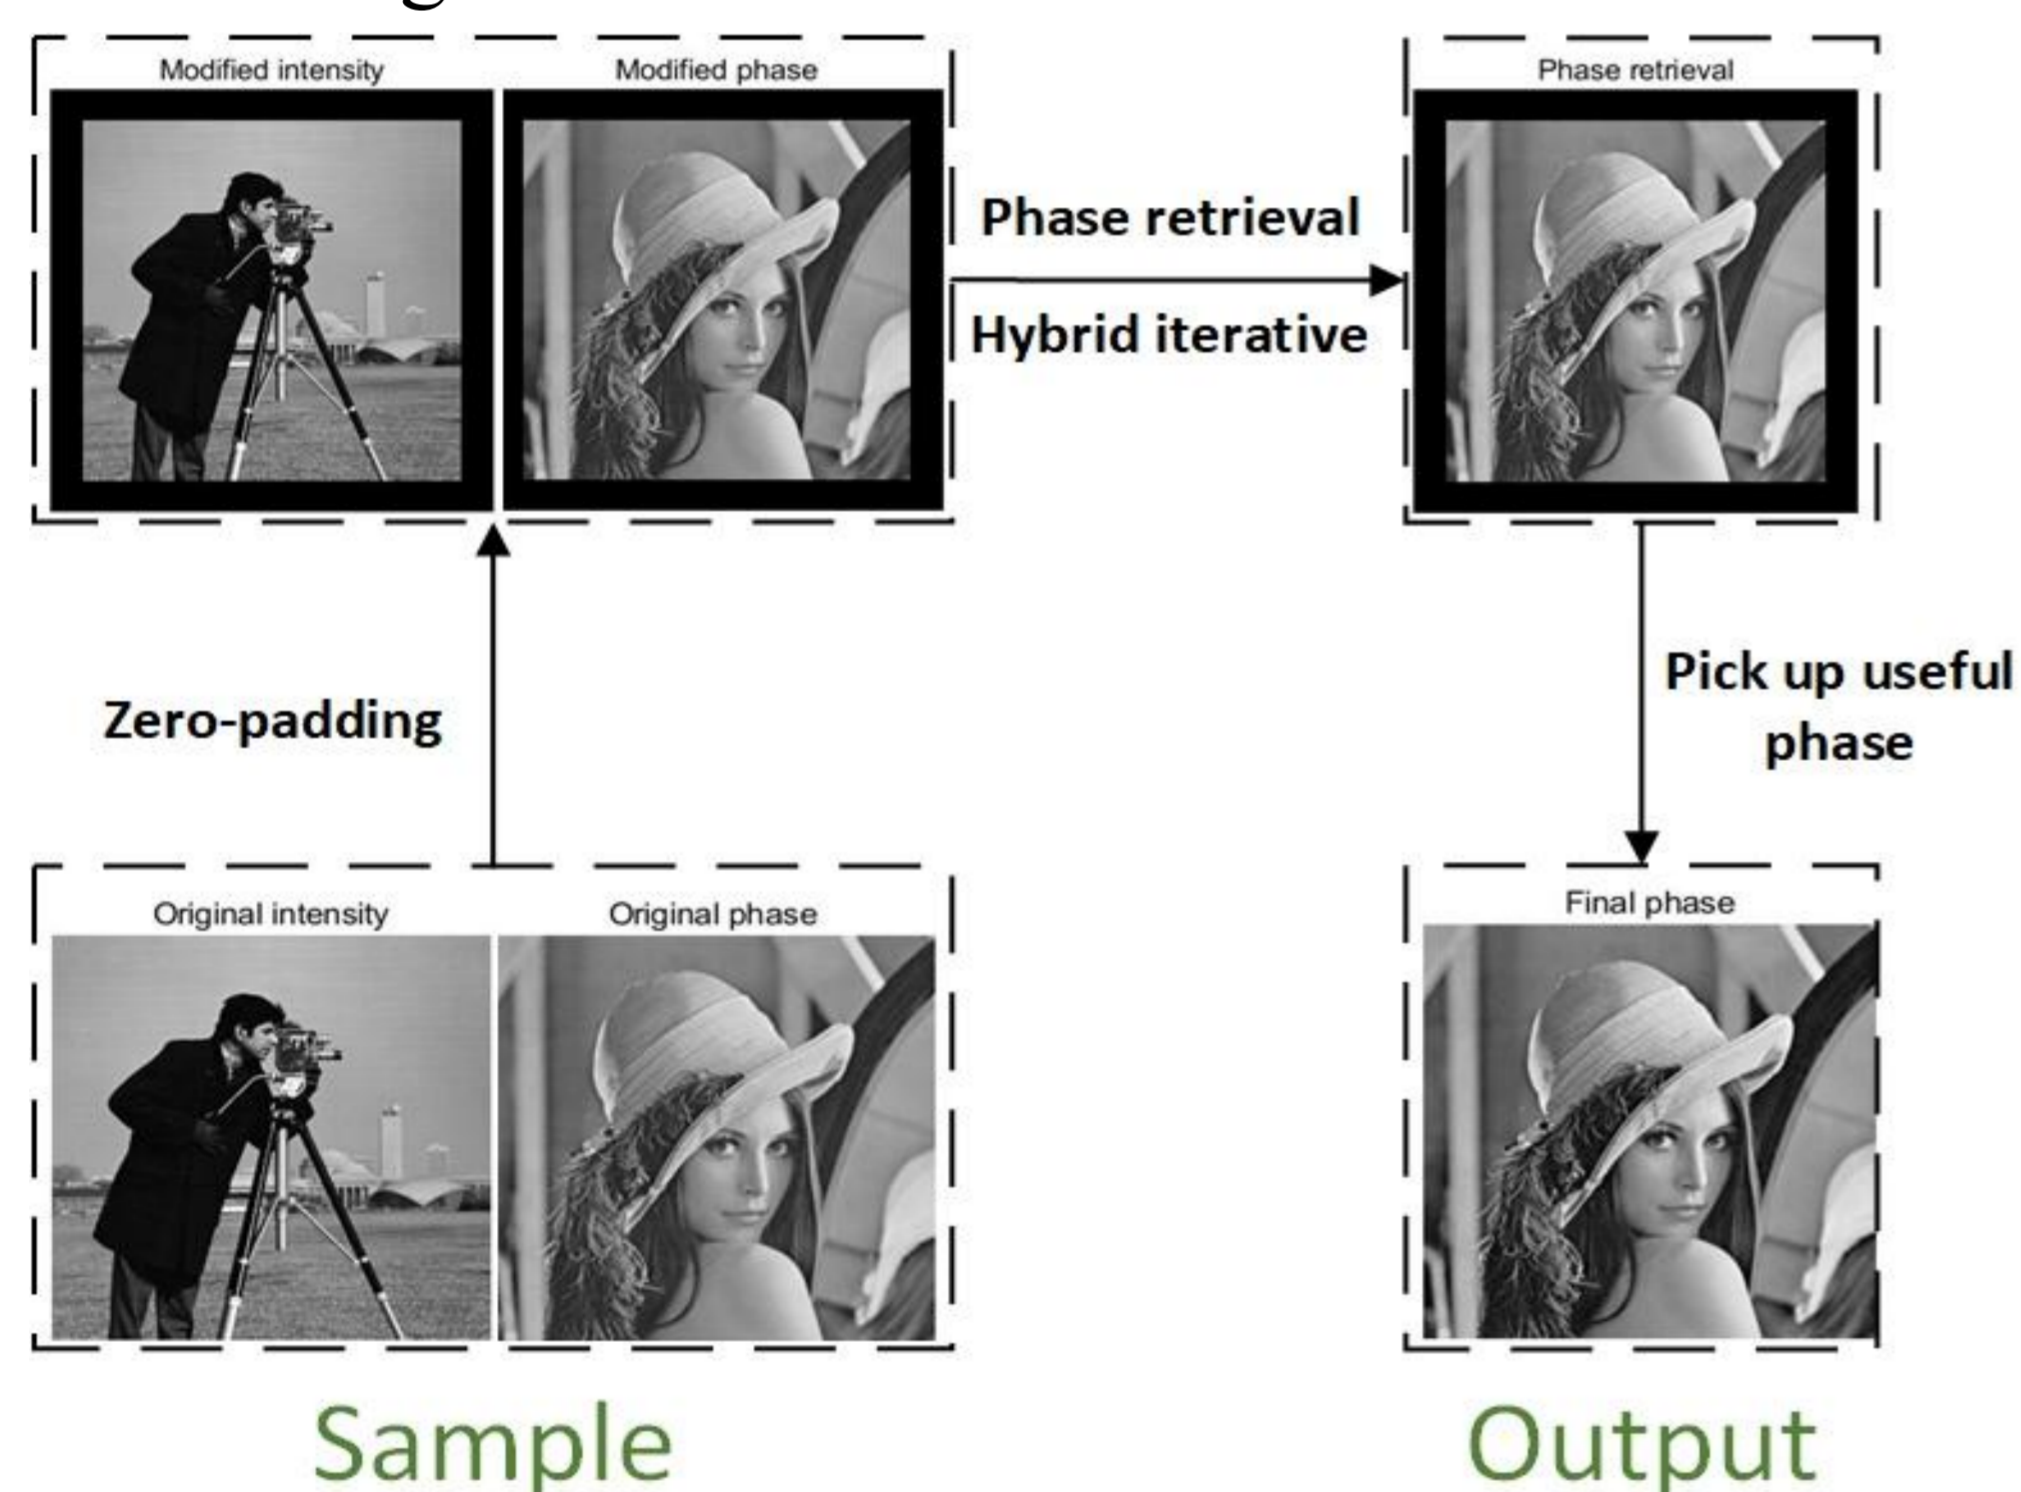 Modified intensity
Modified phase
Phase retrieval
Phase retrieval
Hybrid iterative
Zero-padding
Pick up useful
phase
Original intensity
Original phase
Final phase
Sample
Output